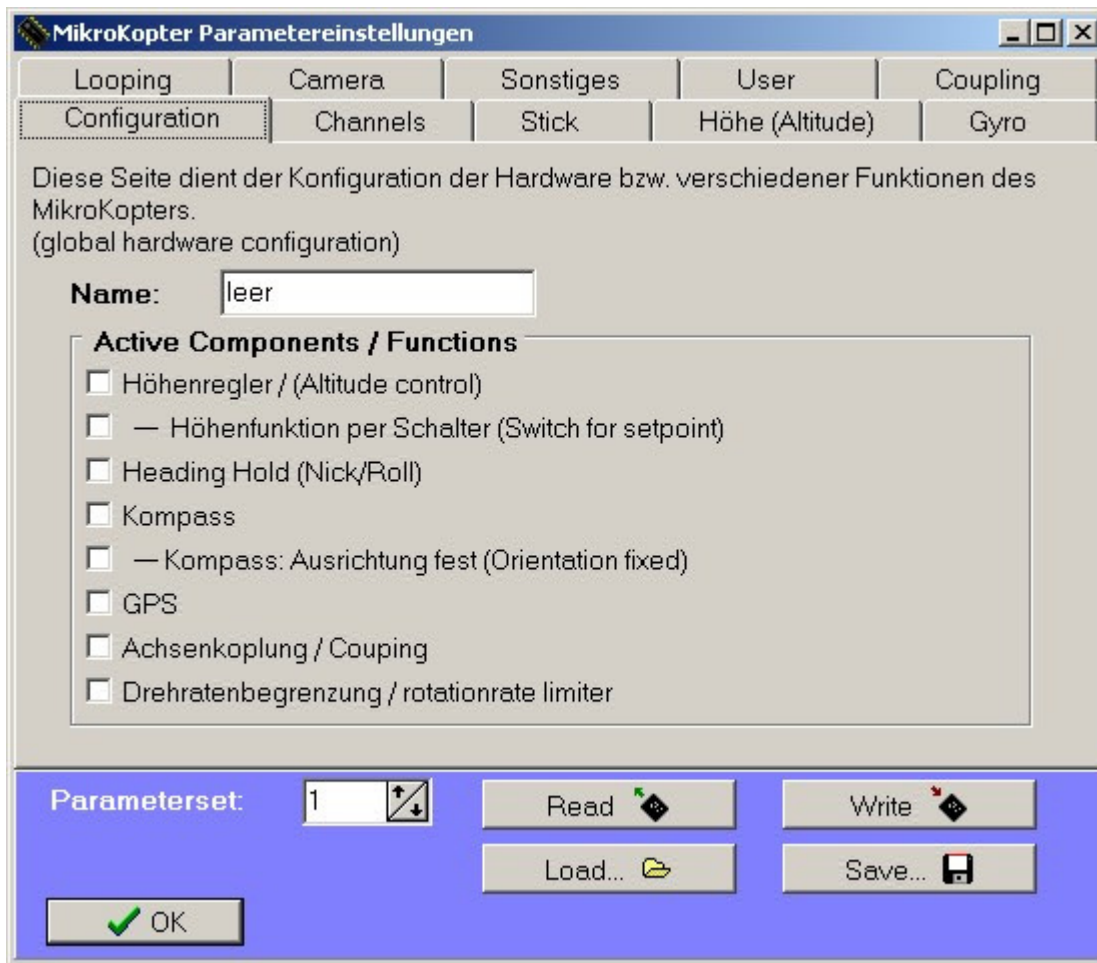 MikroKopter Parametereinstellungen
Looping Camera Sonstiges User Coupling
Configuration Channels Stick Höhe (Altitude) Gyro
Diese Seite dient der Konfiguration der Hardware bzw. verschiedener Funktionen des
MikroKopters.
(global hardware configuration)
Name: leer
Active Components / Functions
Höhenregler / (Altitude control)
— Höhenfunktion per Schalter (Switch for setpoint)
Heading Hold (Nick/Roll)
Kompass
— Kompass: Ausrichtung fest (Orientation fixed)
GPS
Achsenkoplung / Couping
Drehratenbegrenzung / rotationrate limiter
Parameterset: 1 Read Write
Load... Save...
OK